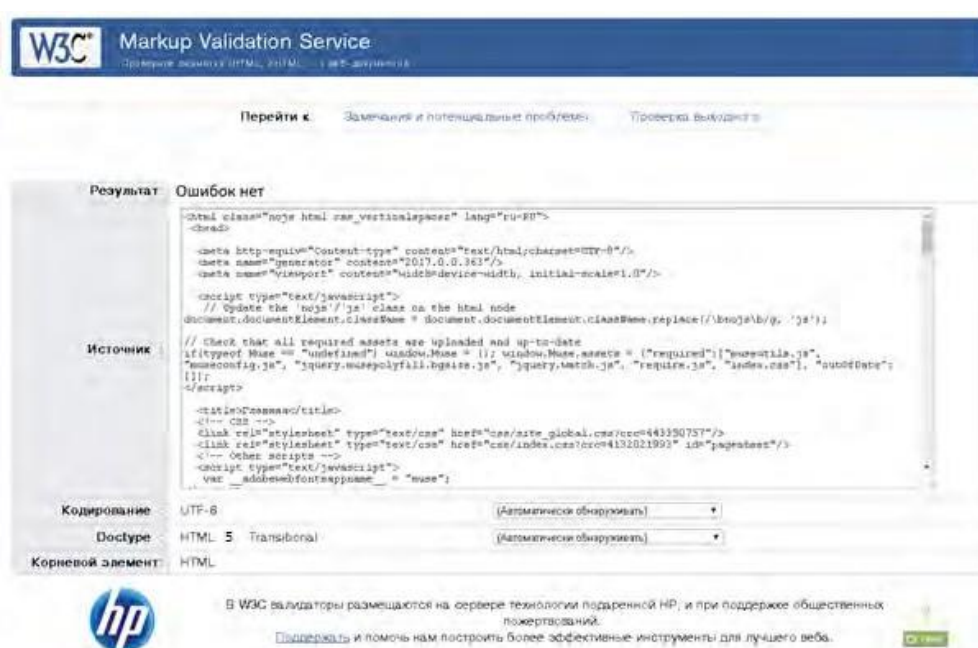 W3C®
Markup Validation Service
Перейти к:
Замечания и потенциальные проблемы
Результат
Ошибок нет
Источник
<html class="nojs html css_verticalspacer" lang="ru-RU">
<head>
<meta http-equiv="Content-type" content="text/html;charset=UTF-8"/>
<meta name="generator" content="2017.0.0.363"/>
<meta name="viewport" content="width=device-width, initial-scale=1.0"/>
<script type="text/javascript">
// Update the 'nojs'/'js' class on the html node
document.documentElement.className = document.documentElement.className.replace(/\bnojs\b/g, 'js');
// Check that all required assets are uploaded and up-to-date
if(typeof Muse == "undefined") window.Muse = {}; window.Muse.assets = {"required":["museutils.js",
"museconfig.js", "jquery.musepolyfill.bgsize.js", "jquery.watch.js", "require.js", "index.css"], "outOfDate":
[]};
</script>
<title>Главная</title>
<!-- CSS -->
<link rel="stylesheet" type="text/css" href="css/site_global.css?crc=443350757"/>
<link rel="stylesheet" type="text/css" href="css/index.css?crc=4132021993" id="pagesheet"/>
<!-- Other scripts -->
<script type="text/javascript">
var __adobewebfontsappname__ = "muse";
Кодирование
UTF-8
(Автоматически обнаруживать)
Doctype
HTML 5 Transitional
(Автоматически обнаруживать)
Корневой элемент
HTML
hp
В W3C валидаторы размещаются на сервере технологии подаренной HP, и при поддержке общественных
пожертвований.
Поддержать и помочь нам построить более эффективные инструменты для лучшего веба.